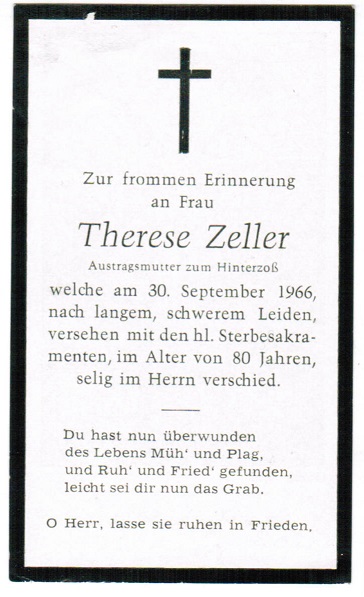 Zur frommen Erinnerung
an Frau
Therese Zeller
Austragsmutter zum Hinterzoß
welche am 30. September 1966,
nach langem, schwerem Leiden,
versehen mit den hl. Sterbesakra-
menten, im Alter von 80 Jahren,
selig im Herrn verschied.
Du hast nun überwunden
des Lebens Müh' und Plag,
und Ruh' und Fried' gefunden,
leicht sei dir nun das Grab.
O Herr, lasse sie ruhen in Frieden.